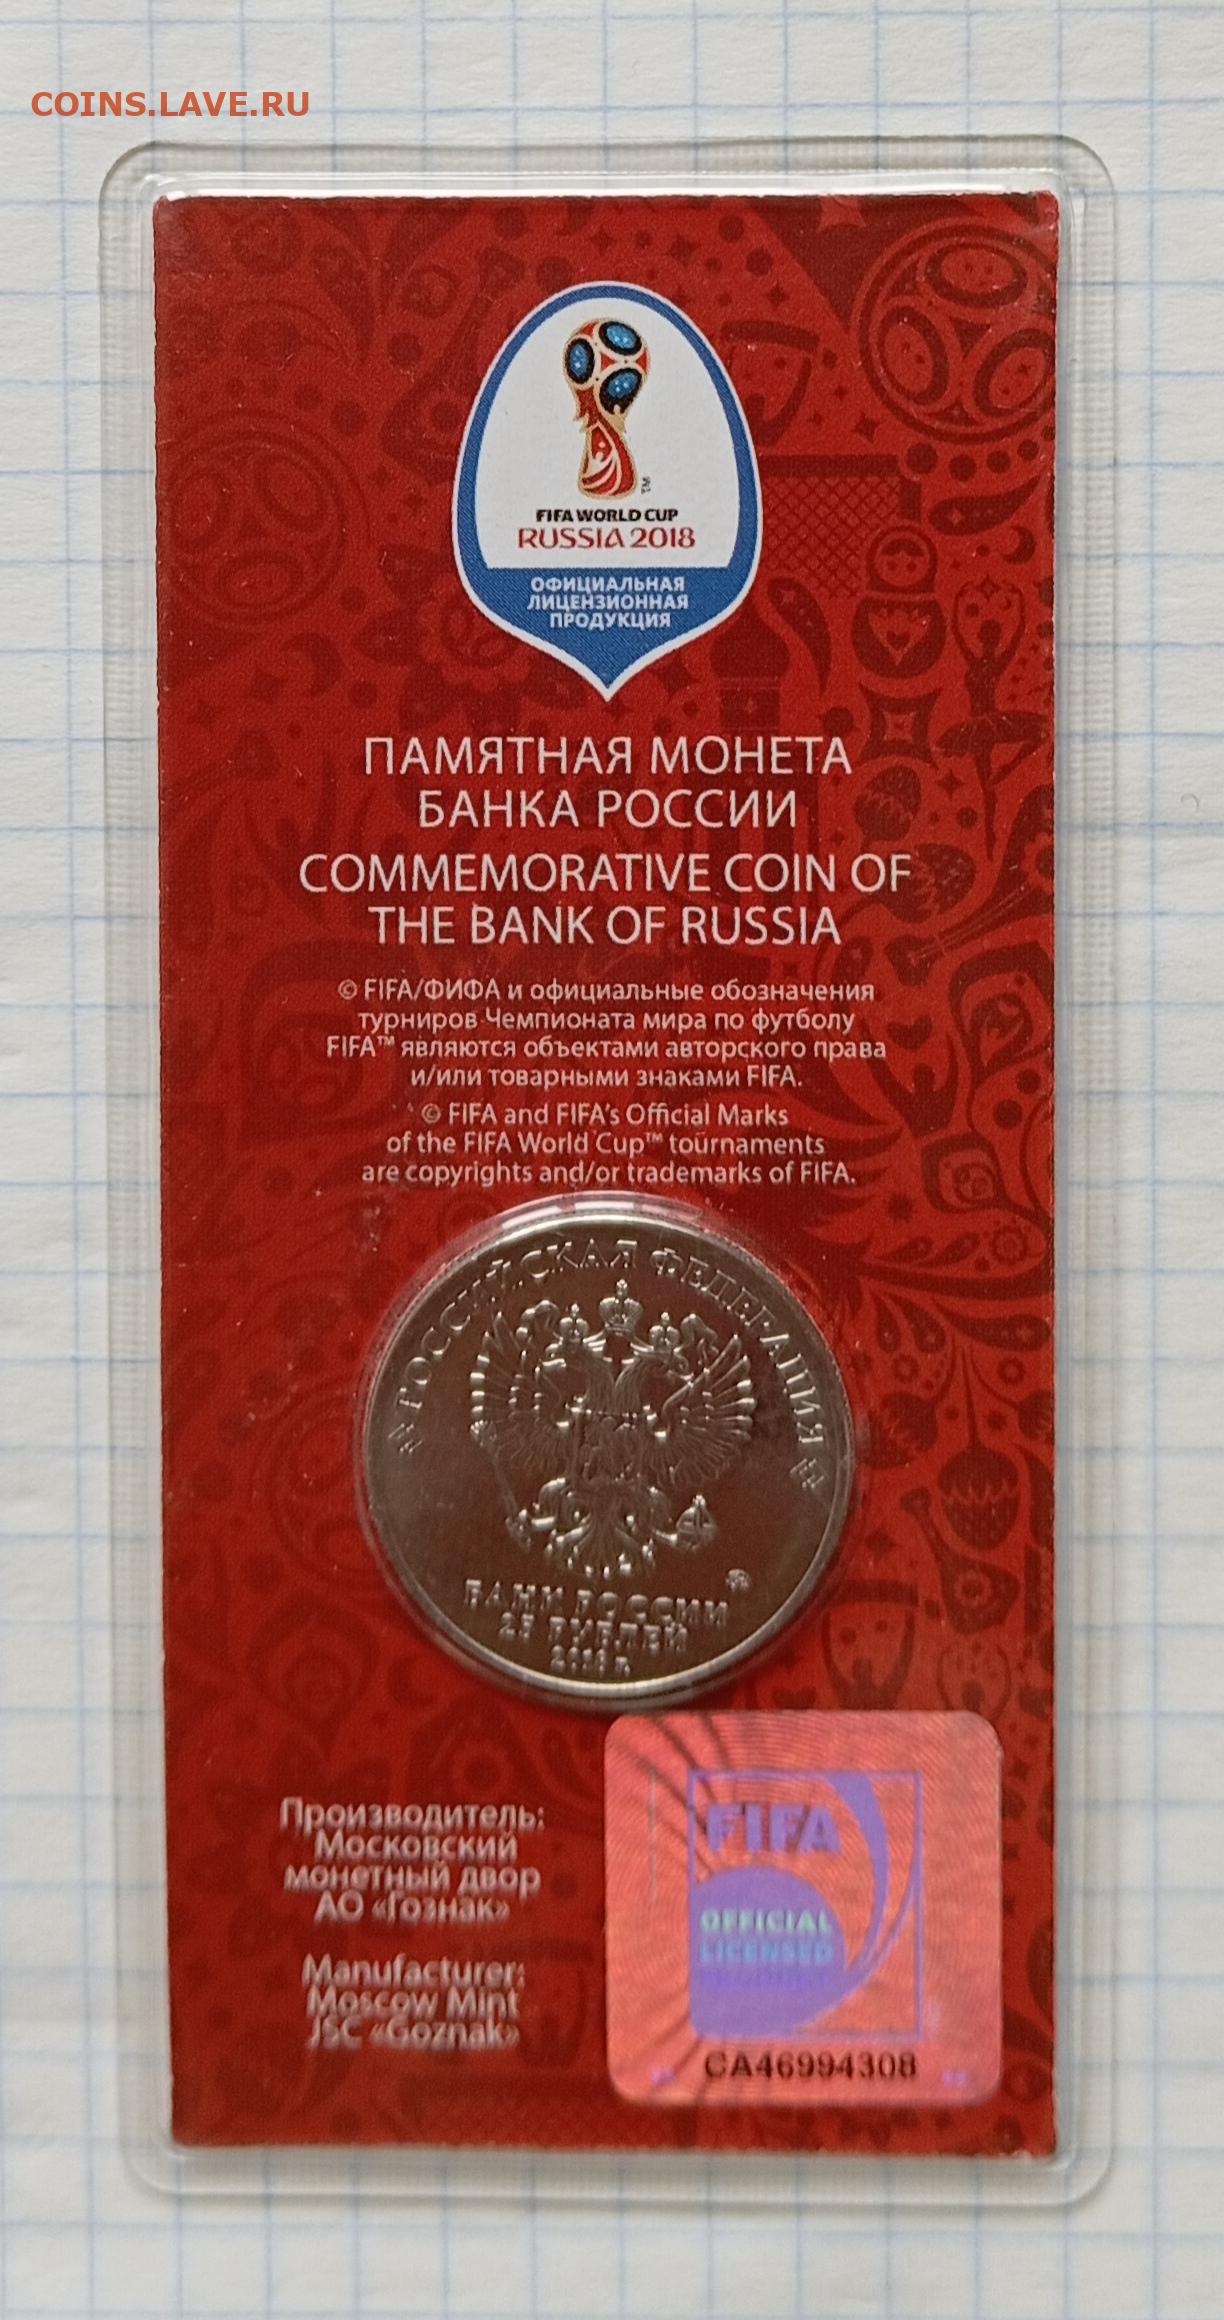 COINS.LAVE.RU
TM
FIFA WORLD CUP
RUSSIA 2018
ОФИЦИАЛЬНАЯ
ЛИЦЕНЗИОННАЯ
ПРОДУКЦИЯ
ПАМЯТНАЯ МОНЕТА
БАНКА РОССИИ
COMMEMORATIVE COIN OF
THE BANK OF RUSSIA
© FIFA/ФИФА и официальные обозначения
турниров Чемпионата мира по футболу
FIFA™ являются объектами авторского права
и/или товарными знаками FIFA.
© FIFA and FIFA's Official Marks
of the FIFA World Cup™ tournaments
are copyrights and/or trademarks of FIFA.
РОССИЙСКАЯ ФЕДЕРАЦИЯ
БАНК РОССИИ
25 РУБЛЕЙ
2018 г.
Производитель:
Московский
монетный двор
АО «Гознак»
Manufacturer:
Moscow Mint
JSC «Goznak»
FIFA
OFFICIAL
LICENSED
PRODUCT
CA46994308